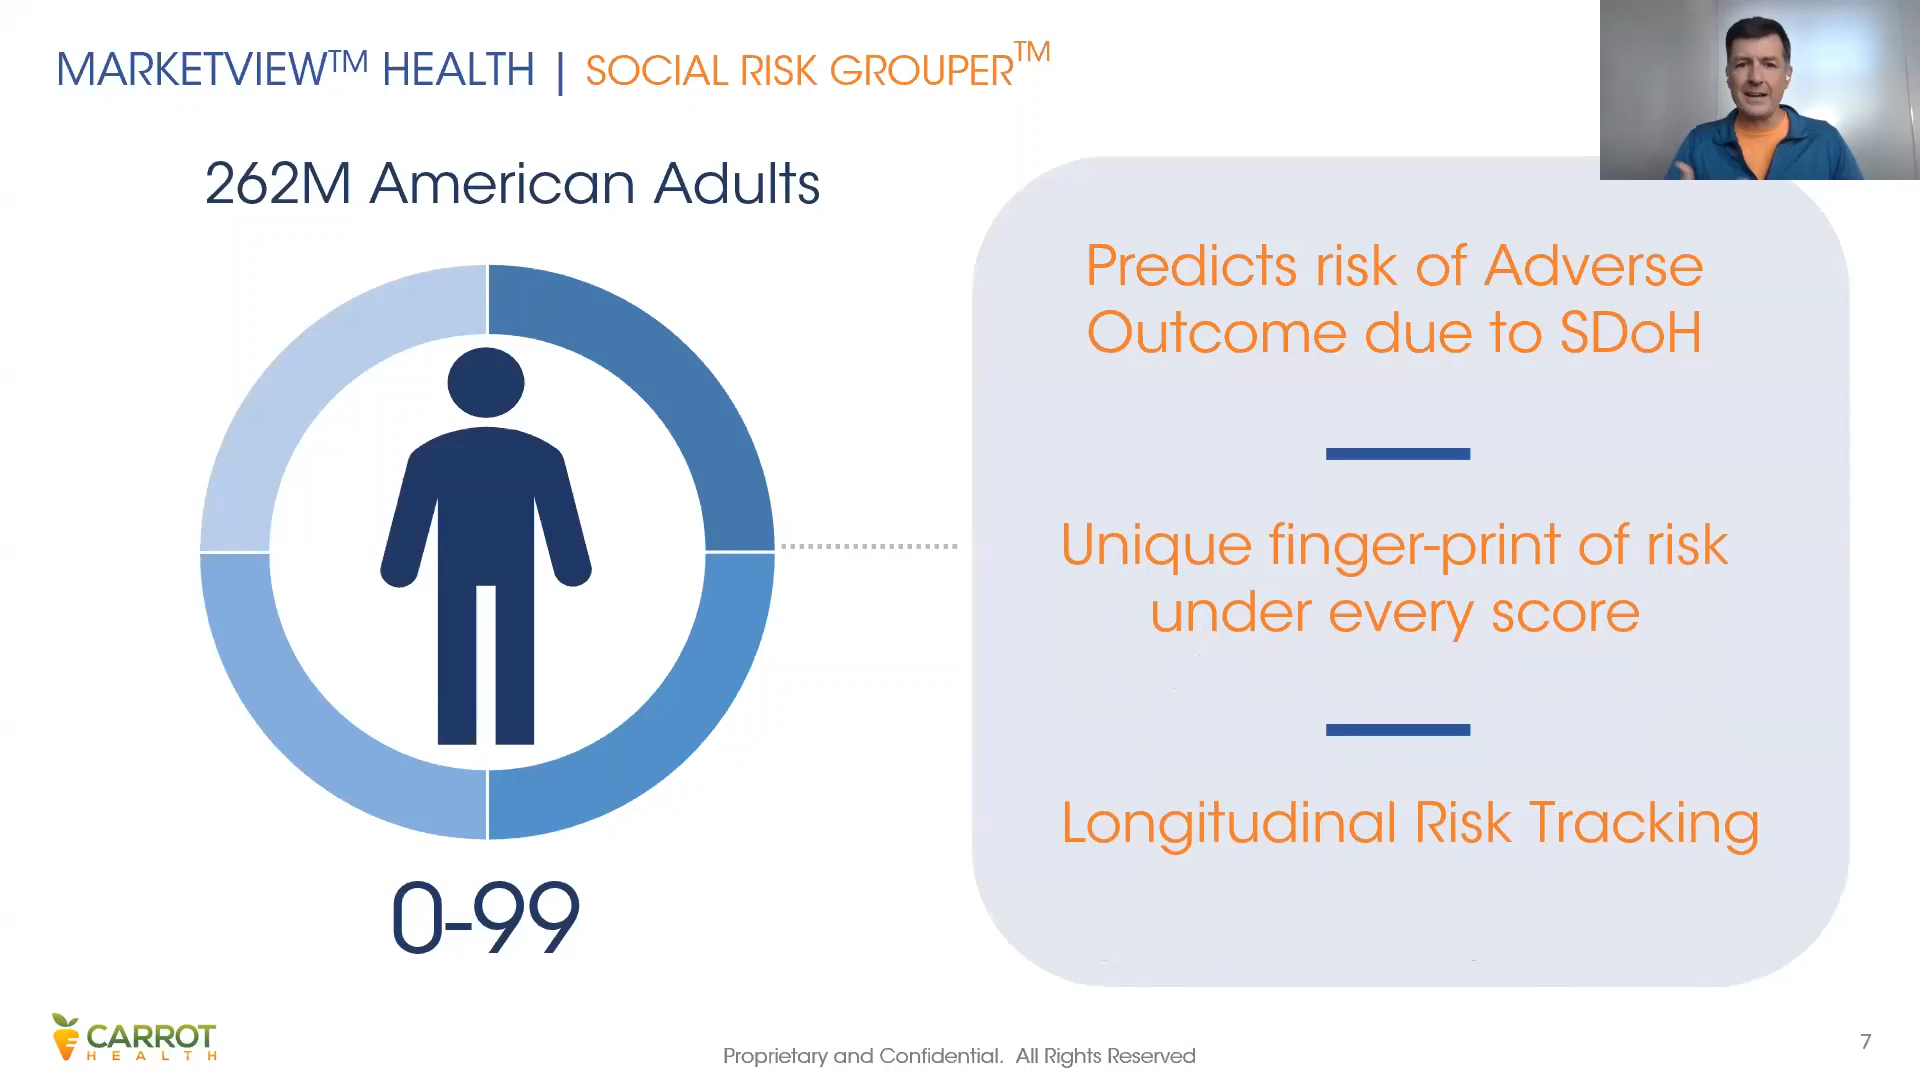 MARKETVIEW™ HEALTH | SOCIAL RISK GROUPER™
262M American Adults
0-99
Predicts risk of Adverse
Outcome due to SDoH
Unique finger-print of risk
under every score
Longitudinal Risk Tracking
CARROT
HEALTH
Proprietary and Confidential. All Rights Reserved
7